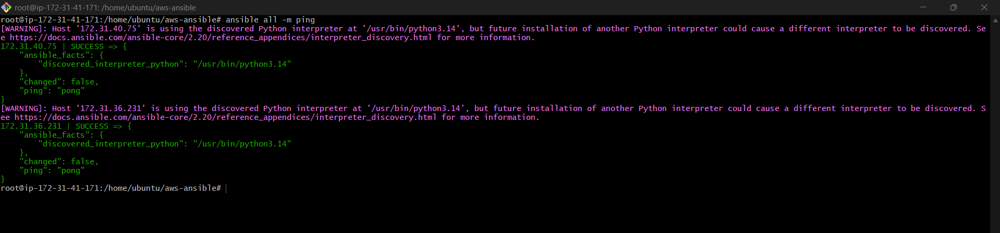 root@ip-172-31-41-171: /home/ubuntu/aws-ansible
root@ip-172-31-41-171:/home/ubuntu/aws-ansible# ansible all -m ping
[WARNING]: Host '172.31.40.75' is using the discovered Python interpreter at '/usr/bin/python3.14', but future installation of another Python interpreter could cause a different interpreter to be discovered. Se
e https://docs.ansible.com/ansible-core/2.20/reference_appendices/interpreter_discovery.html for more information.
172.31.40.75 | SUCCESS => {
    "ansible_facts": {
        "discovered_interpreter_python": "/usr/bin/python3.14"
    },
    "changed": false,
    "ping": "pong"
}
[WARNING]: Host '172.31.36.231' is using the discovered Python interpreter at '/usr/bin/python3.14', but future installation of another Python interpreter could cause a different interpreter to be discovered. S
ee https://docs.ansible.com/ansible-core/2.20/reference_appendices/interpreter_discovery.html for more information.
172.31.36.231 | SUCCESS => {
    "ansible_facts": {
        "discovered_interpreter_python": "/usr/bin/python3.14"
    },
    "changed": false,
    "ping": "pong"
}
root@ip-172-31-41-171:/home/ubuntu/aws-ansible#